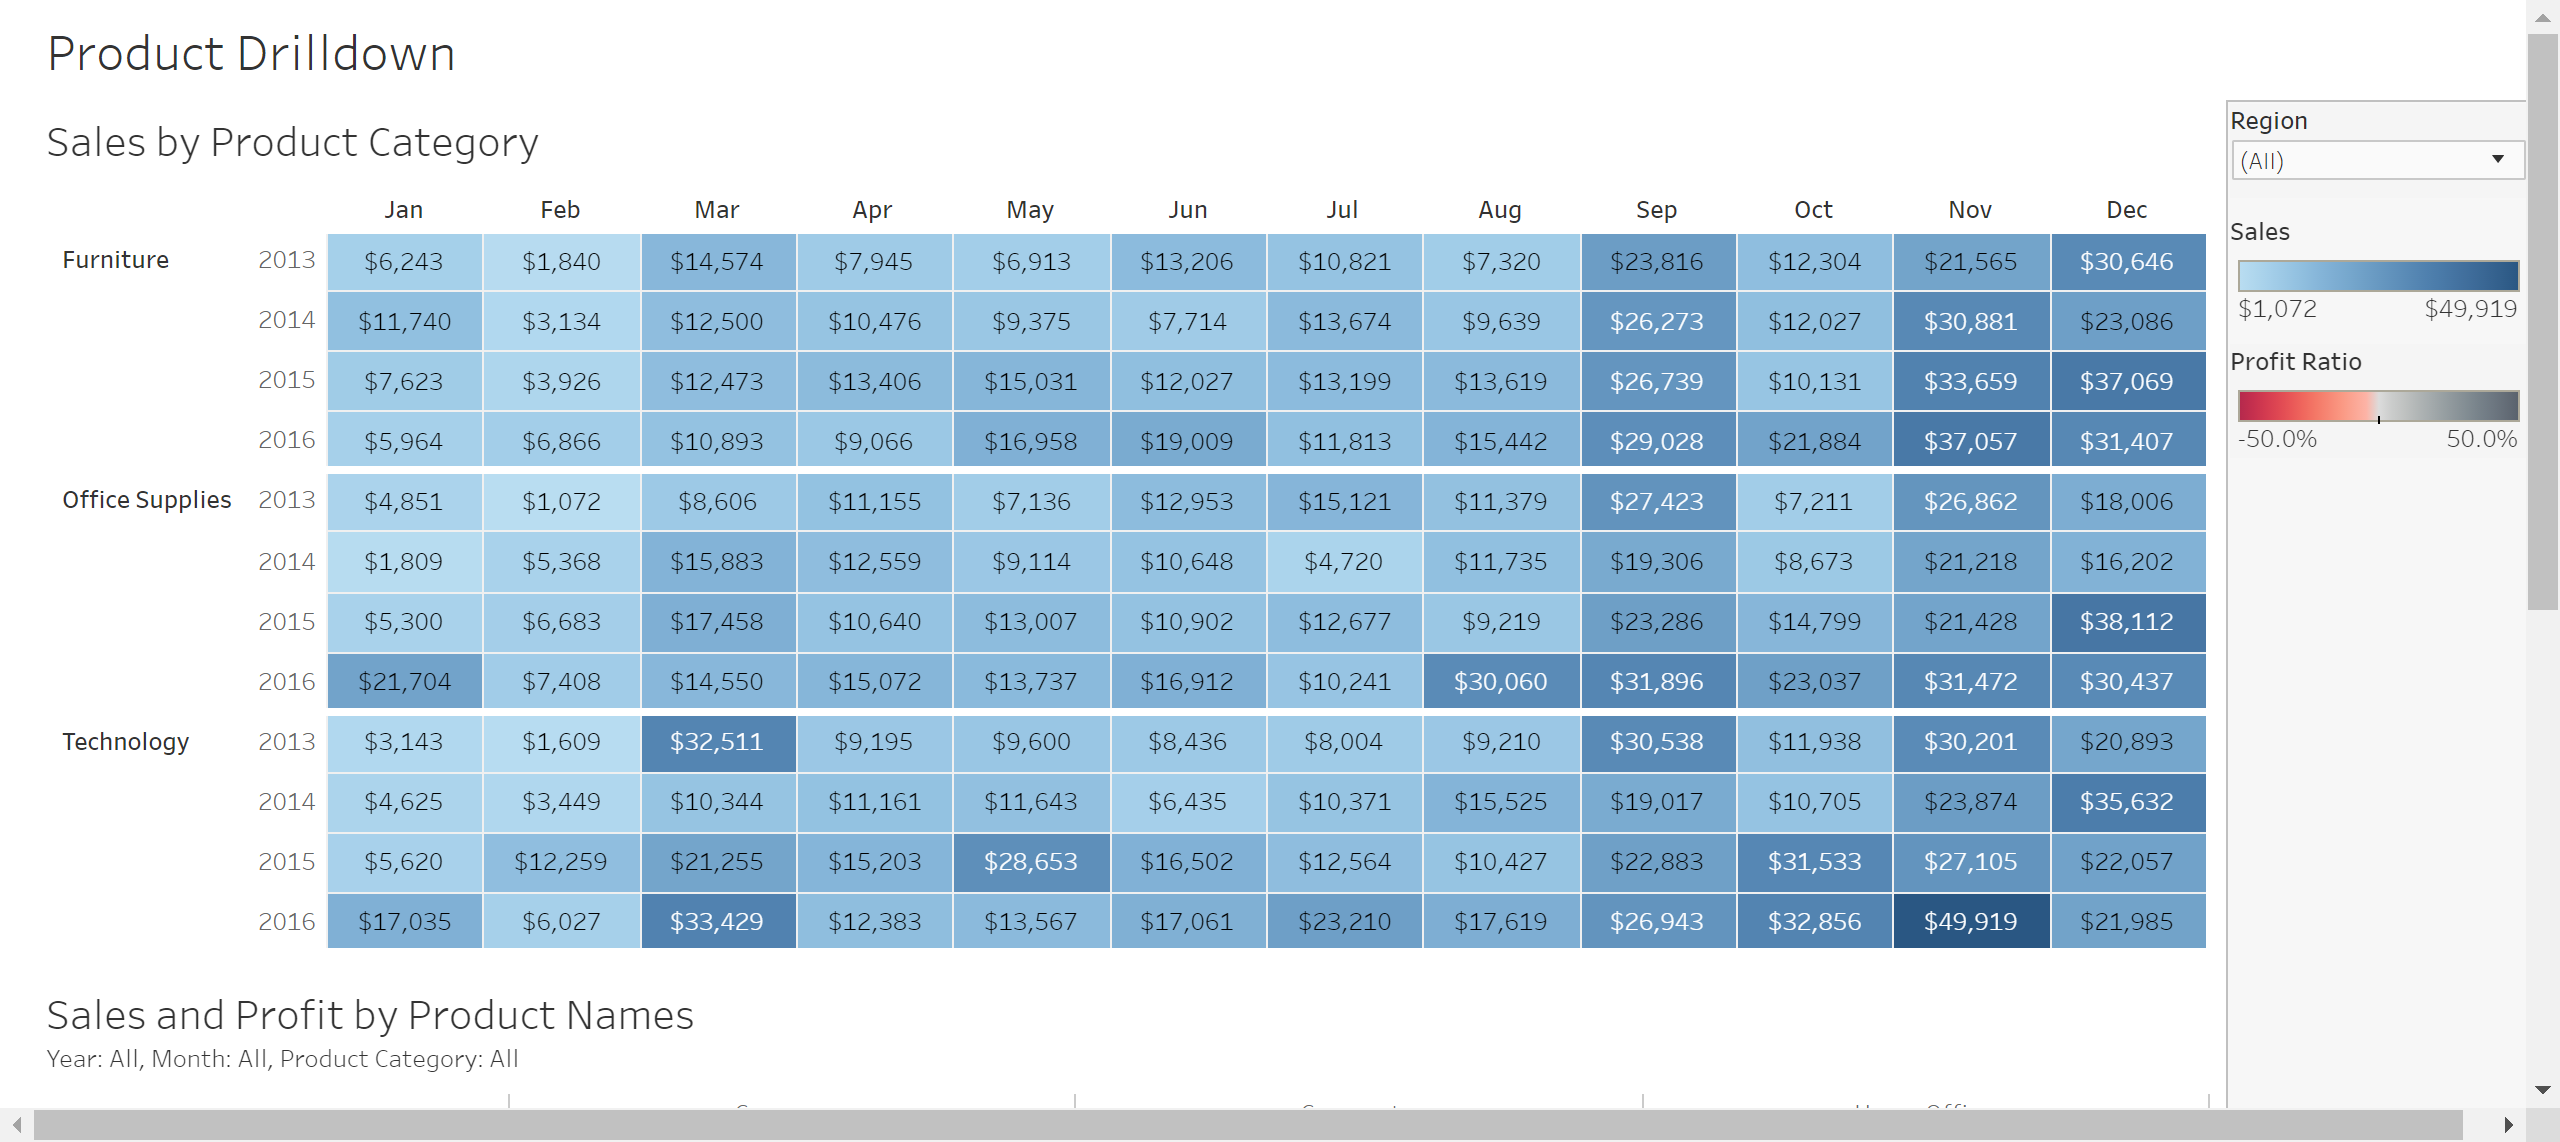 Product Drilldown
Sales by Product Category
Jan Feb Mar Apr May Jun Jul Aug Sep Oct Nov Dec
Furniture 2013 $6,243 $1,840 $14,574 $7,945 $6,913 $13,206 $10,821 $7,320 $23,816 $12,304 $21,565 $30,646
2014 $11,740 $3,134 $12,500 $10,476 $9,375 $7,714 $13,674 $9,639 $26,273 $12,027 $30,881 $23,086
2015 $7,623 $3,926 $12,473 $13,406 $15,031 $12,027 $13,199 $13,619 $26,739 $10,131 $33,659 $37,069
2016 $5,964 $6,866 $10,893 $9,066 $16,958 $19,009 $11,813 $15,442 $29,028 $21,884 $37,057 $31,407
Office Supplies 2013 $4,851 $1,072 $8,606 $11,155 $7,136 $12,953 $15,121 $11,379 $27,423 $7,211 $26,862 $18,006
2014 $1,809 $5,368 $15,883 $12,559 $9,114 $10,648 $4,720 $11,735 $19,306 $8,673 $21,218 $16,202
2015 $5,300 $6,683 $17,458 $10,640 $13,007 $10,902 $12,677 $9,219 $23,286 $14,799 $21,428 $38,112
2016 $21,704 $7,408 $14,550 $15,072 $13,737 $16,912 $10,241 $30,060 $31,896 $23,037 $31,472 $30,437
Technology 2013 $3,143 $1,609 $32,511 $9,195 $9,600 $8,436 $8,004 $9,210 $30,538 $11,938 $30,201 $20,893
2014 $4,625 $3,449 $10,344 $11,161 $11,643 $6,435 $10,371 $15,525 $19,017 $10,705 $23,874 $35,632
2015 $5,620 $12,259 $21,255 $15,203 $28,653 $16,502 $12,564 $10,427 $22,883 $31,533 $27,105 $22,057
2016 $17,035 $6,027 $33,429 $12,383 $13,567 $17,061 $23,210 $17,619 $26,943 $32,856 $49,919 $21,985
Sales and Profit by Product Names
Year: All, Month: All, Product Category: All
Region
(All)
Sales
$1,072 $49,919
Profit Ratio
-50.0% 50.0%